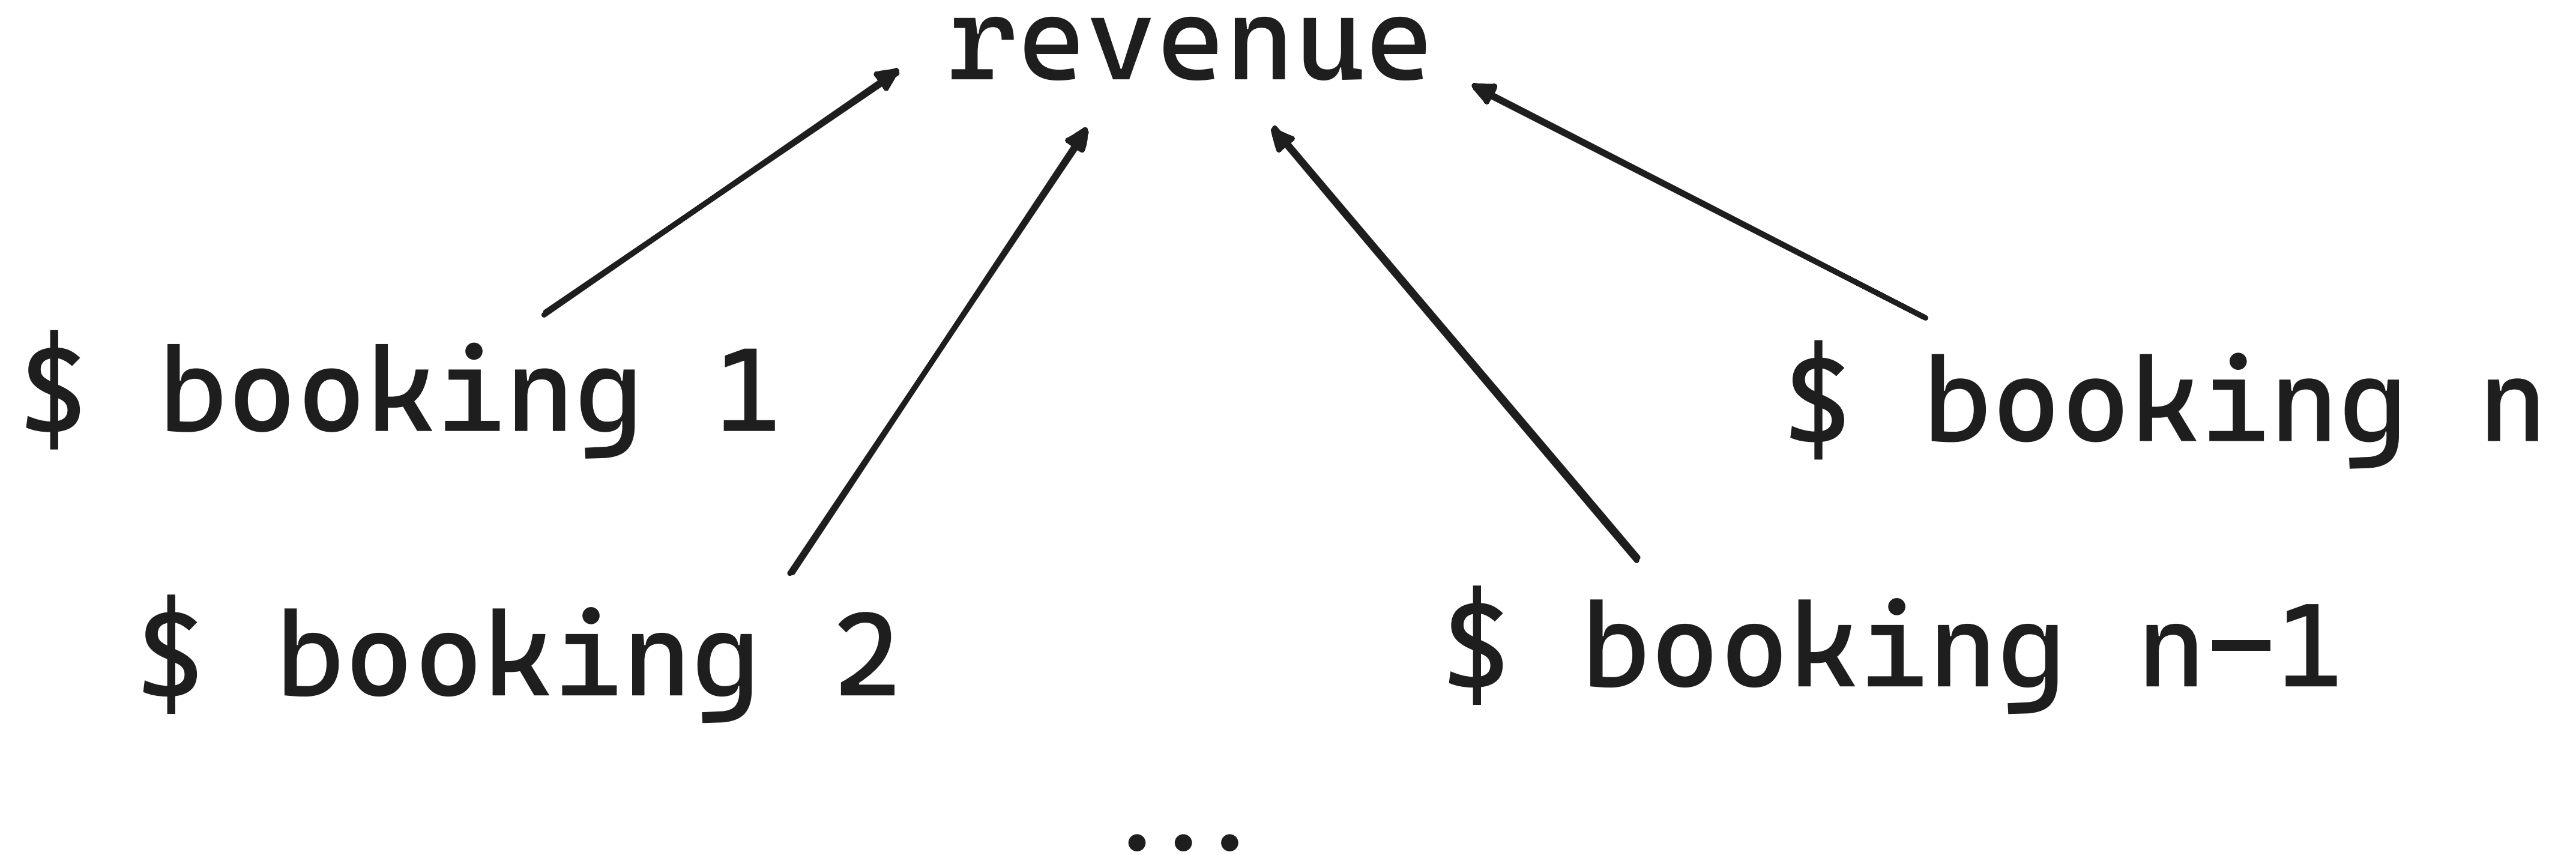 revenue
$ booking 1
$ booking n
$ booking 2
$ booking n-1
...